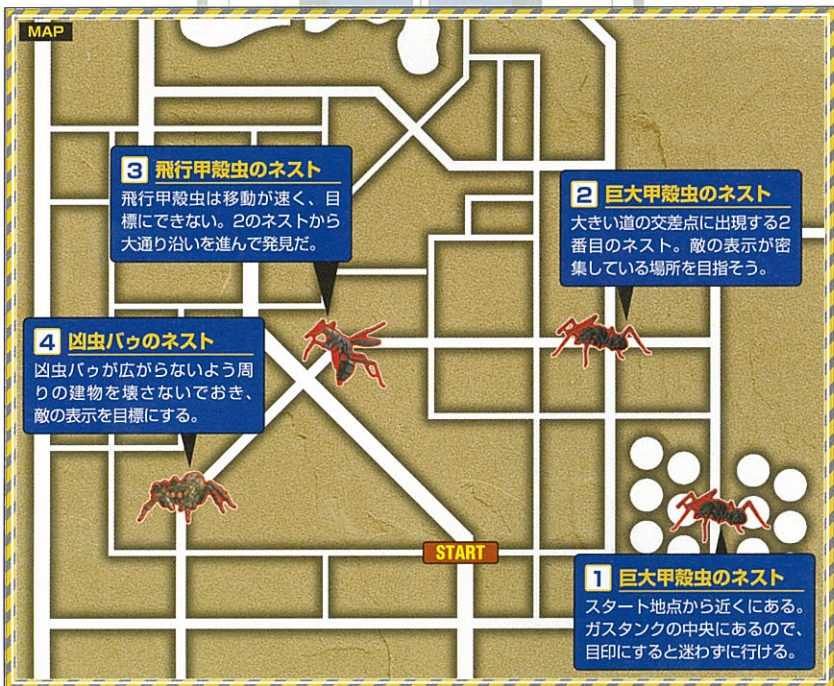 MAP
3 飛行甲殻虫のネスト
飛行甲殻虫は移動が速く、目
標にできない。2のネストから
大通り沿いを進んで発見だ。
2 巨大甲殻虫のネスト
大きい道の交差点に出現する2
番目のネスト。敵の表示が密
集している場所を目指そう。
4 凶虫バゥのネスト
凶虫バゥが広がらないよう周
りの建物を壊さないでおき、
敵の表示を目標にする。
START
1 巨大甲殻虫のネスト
スタート地点から近くにある。
ガスタンクの中央にあるので、
目印にすると迷わずに行ける。